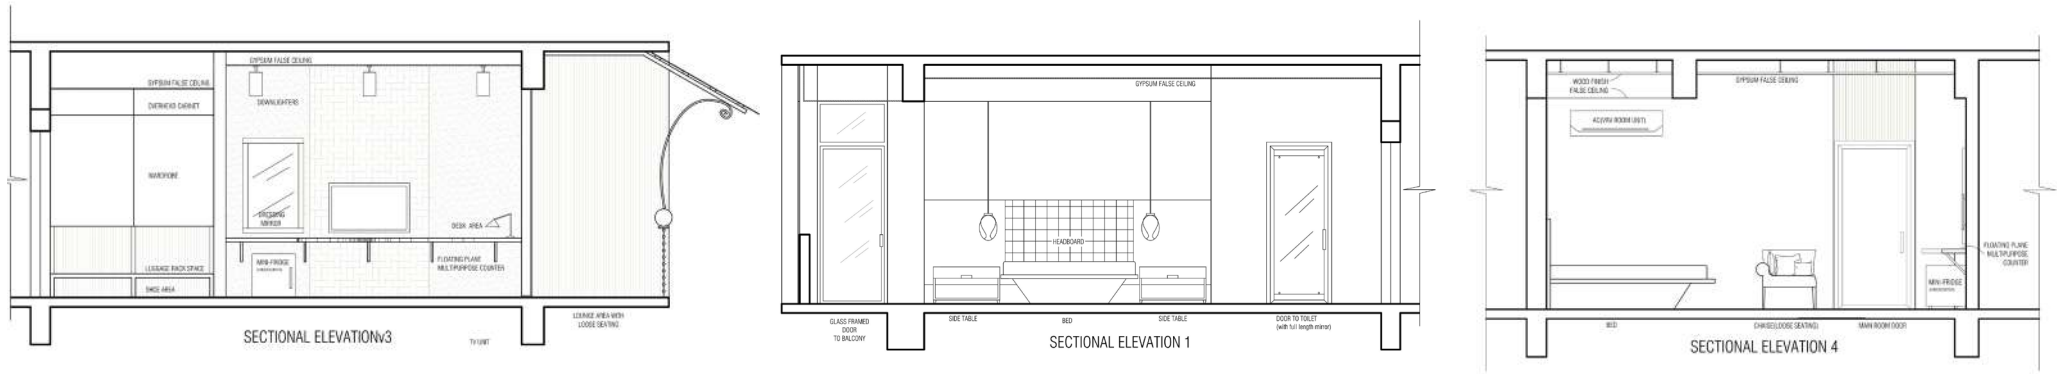 GYPSUM FALSE CEILING
GYPSUM FALSE CEILING
OVERHEAD CABINET
DOWNLIGHTERS
WARDROBE
DRESSING
MIRROR
DESK AREA
MINI-FRIDGE
FLOATING PLANE
MULTIPURPOSE COUNTER
LUGGAGE RACK SPACE
SHOE AREA
LOUNGE AREA WITH
LOOSE SEATING
SECTIONAL ELEVATIONv3
TV UNIT
GYPSUM FALSE CEILING
HEADBOARD
GLASS FRAMED
DOOR
TO BALCONY
SIDE TABLE
BED
SIDE TABLE
DOOR TO TOILET
(with full length mirror)
SECTIONAL ELEVATION 1
WOOD FINISH
FALSE CEILING
GYPSUM FALSE CEILING
AC(VRV ROOM UNIT)
FLOATING PLANE
MULTIPURPOSE
COUNTER
MINI-FRIDGE
BED
CHAISE(LOOSE SEATING)
MAIN ROOM DOOR
SECTIONAL ELEVATION 4